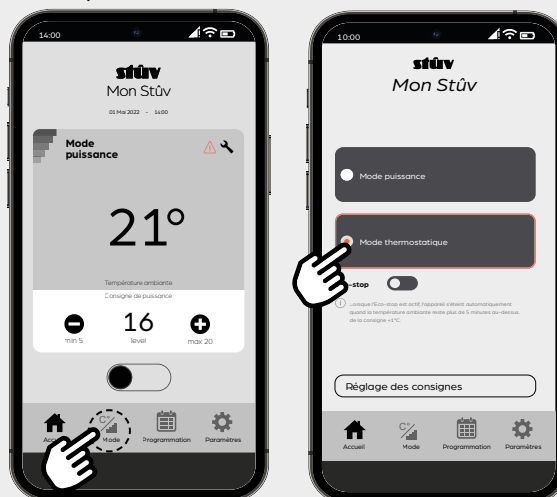 14:00
stûv
Mon Stûv
01 Mai 2022 - 14:00
Mode
puissance
21°
Température ambiante
Consigne de puissance
16
min 5
level
max 20
C°
Mode
Programmation
Paramètres
10:00
stûv
Mon Stûv
Mode puissance
Mode thermostatique
-stop
Lorsque l'Eco-stop est actif, l'appareil s'éteint automatiquement
quand la température ambiante reste plus de 5 minutes au-dessus
de la consigne +1°C.
Réglage des consignes
C°
Accueil
Mode
Programmation
Paramètres